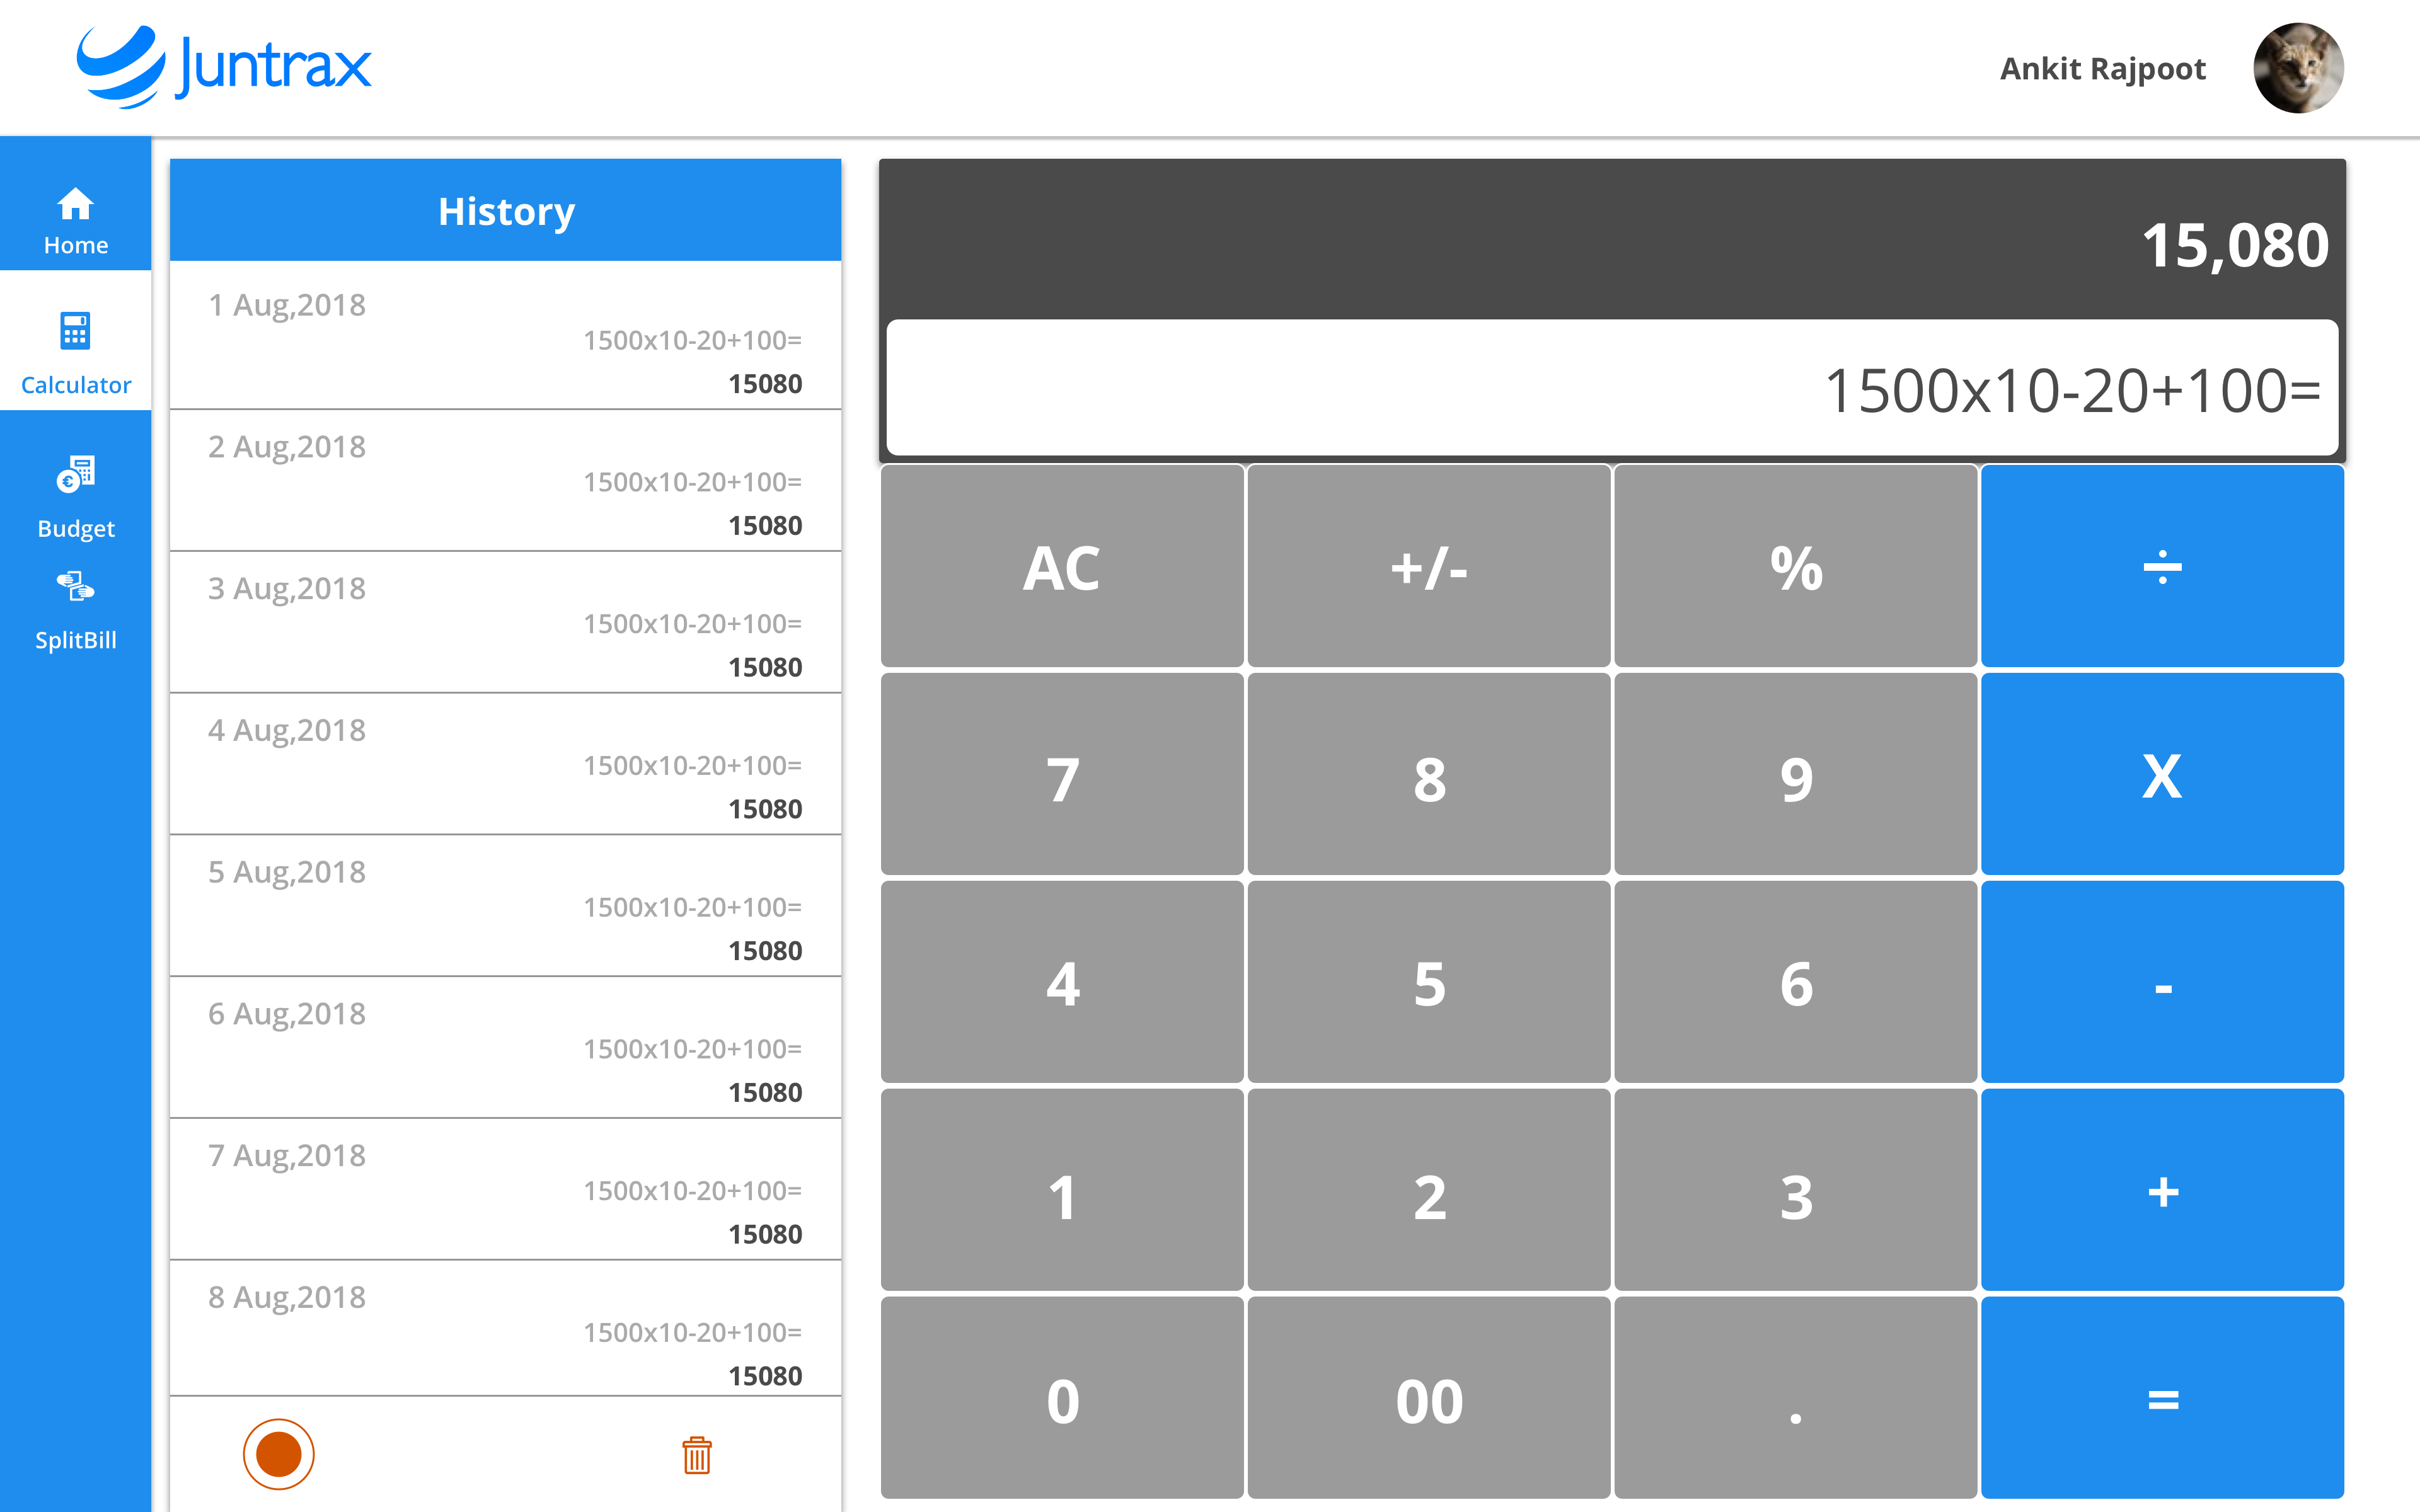 Juntrax
Ankit Rajpoot
Home
Calculator
€
Budget
SplitBill
History
1 Aug,2018
1500x10-20+100=
15080
2 Aug,2018
1500x10-20+100=
15080
3 Aug,2018
1500x10-20+100=
15080
4 Aug,2018
1500x10-20+100=
15080
5 Aug,2018
1500x10-20+100=
15080
6 Aug,2018
1500x10-20+100=
15080
7 Aug,2018
1500x10-20+100=
15080
8 Aug,2018
1500x10-20+100=
15080
15,080
1500x10-20+100=
AC +/- % ÷
7 8 9 X
4 5 6 -
1 2 3 +
0 00 . =